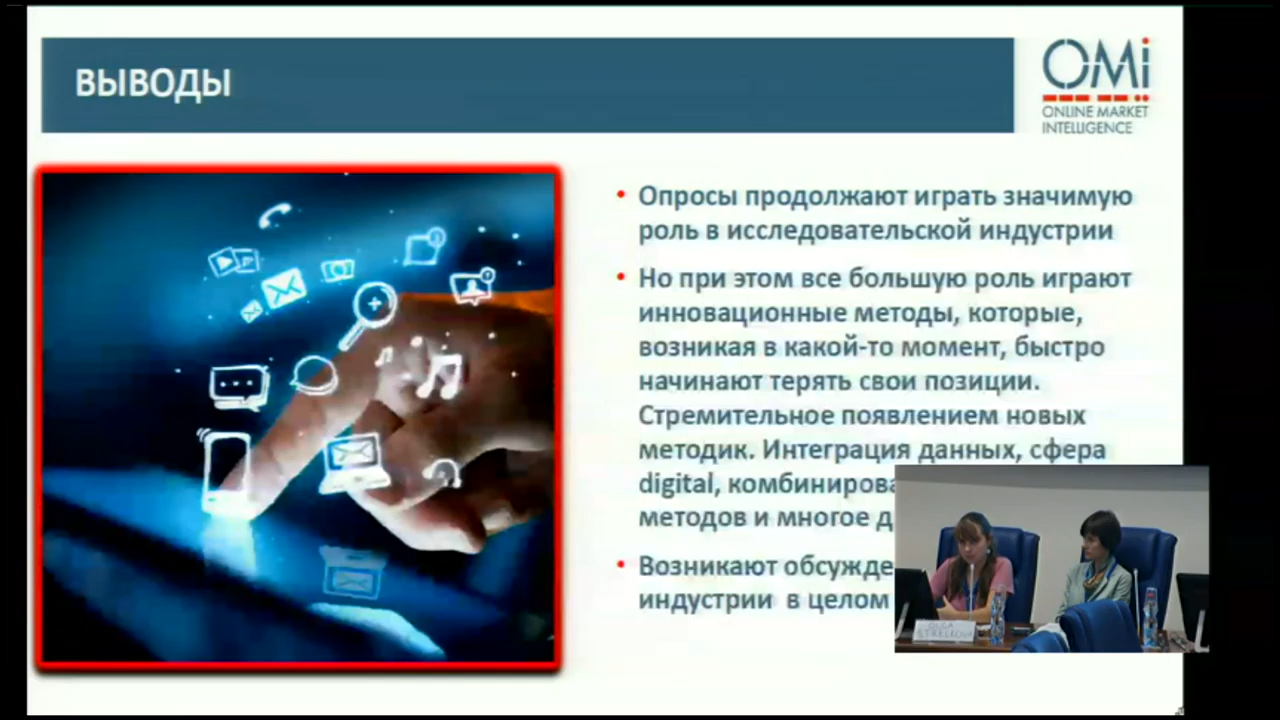 ВЫВОДЫ
OMi
ONLINE MARKET
INTELLIGENCE
Опросы продолжают играть значимую
роль в исследовательской индустрии
Но при этом все большую роль играют
инновационные методы, которые,
возникая в какой-то момент, быстро
начинают терять свои позиции.
Стремительное появлением новых
методик. Интеграция данных, сфера
digital, комбинирова
методов и многое д
Возникают обсужде
индустрии в целом
OLGA
STRELKOVA